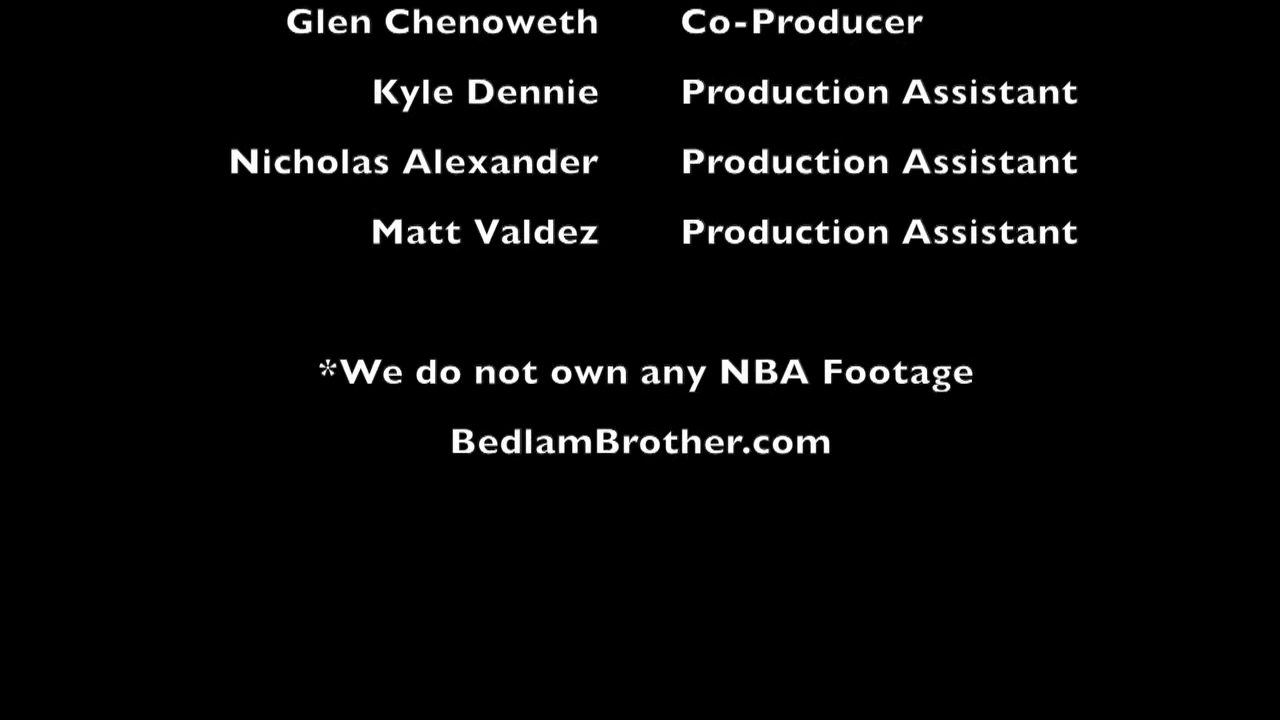 Glen Chenoweth Co-Producer
Kyle Dennie Production Assistant
Nicholas Alexander Production Assistant
Matt Valdez Production Assistant
*We do not own any NBA Footage
BedlamBrother.com